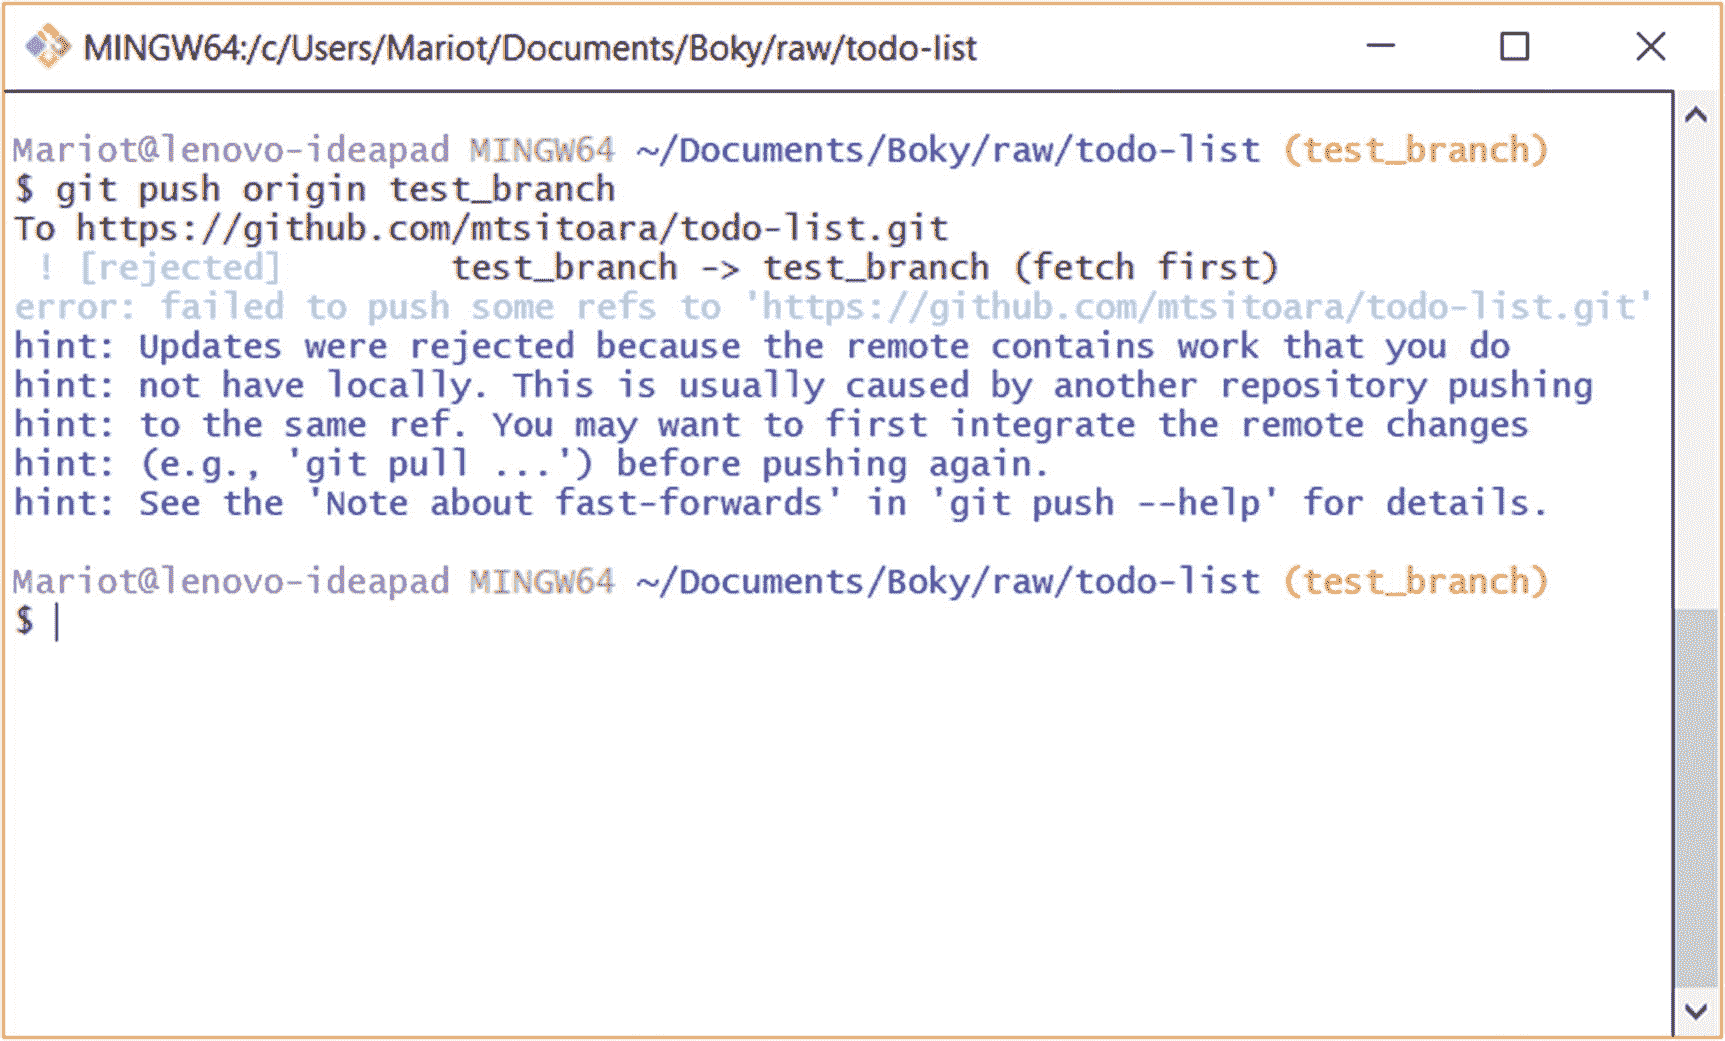 MINGW64:/c/Users/Mariot/Documents/Boky/raw/todo-list
Mariot@lenovo-ideapad MINGW64 ~/Documents/Boky/raw/todo-list (test_branch)
$ git push origin test_branch
To https://github.com/mtsitoara/todo-list.git
! [rejected] test_branch -> test_branch (fetch first)
error: failed to push some refs to 'https://github.com/mtsitoara/todo-list.git'
hint: Updates were rejected because the remote contains work that you do
hint: not have locally. This is usually caused by another repository pushing
hint: to the same ref. You may want to first integrate the remote changes
hint: (e.g., 'git pull ...') before pushing again.
hint: See the 'Note about fast-forwards' in 'git push --help' for details.
Mariot@lenovo-ideapad MINGW64 ~/Documents/Boky/raw/todo-list (test_branch)
$